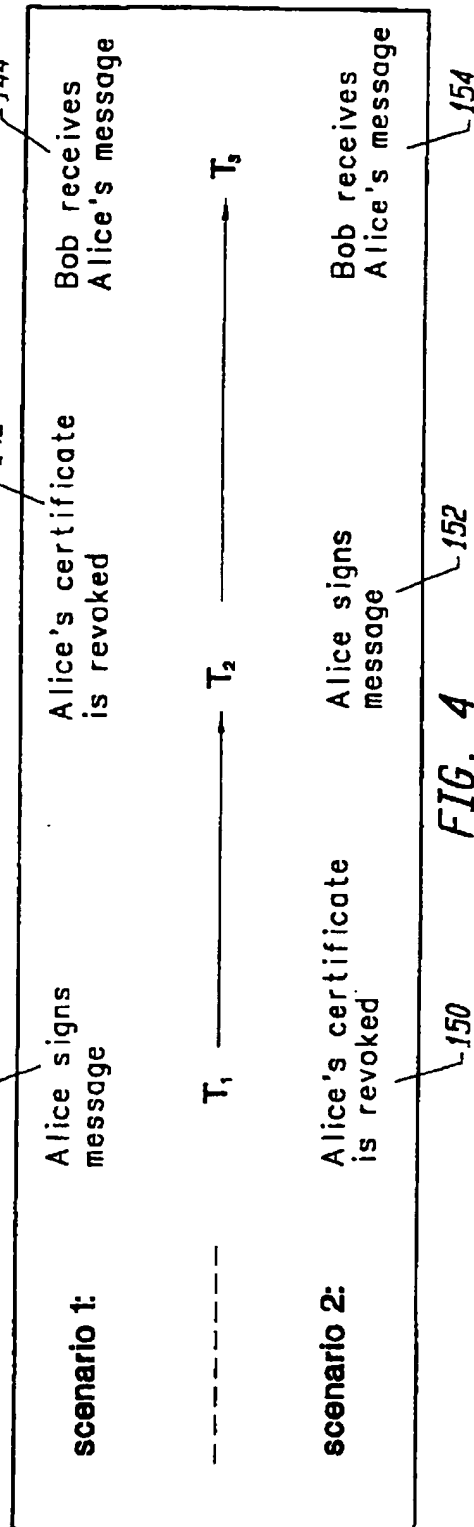 144
scenario 1:
Alice signs
message
Alice's certificate
is revoked
Bob receives
Alice's message
T1
T2
T3
scenario 2:
Alice's certificate
is revoked
Alice signs
message
Bob receives
Alice's message
150
152
154
FIG. 4